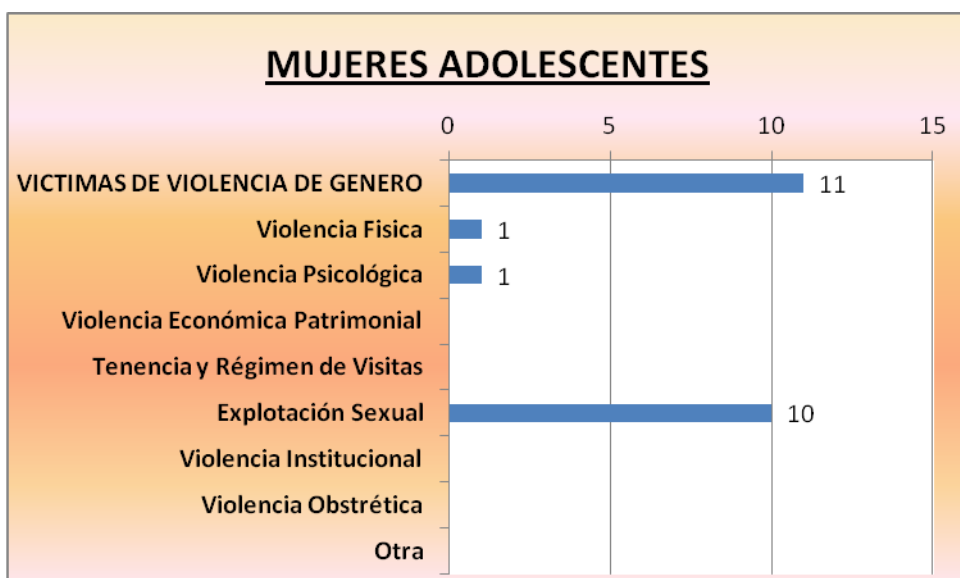 MUJERES ADOLESCENTES
0 5 10 15
VICTIMAS DE VIOLENCIA DE GENERO 11
Violencia Fisica 1
Violencia Psicológica 1
Violencia Económica Patrimonial
Tenencia y Régimen de Visitas
Explotación Sexual 10
Violencia Institucional
Violencia Obstrética
Otra